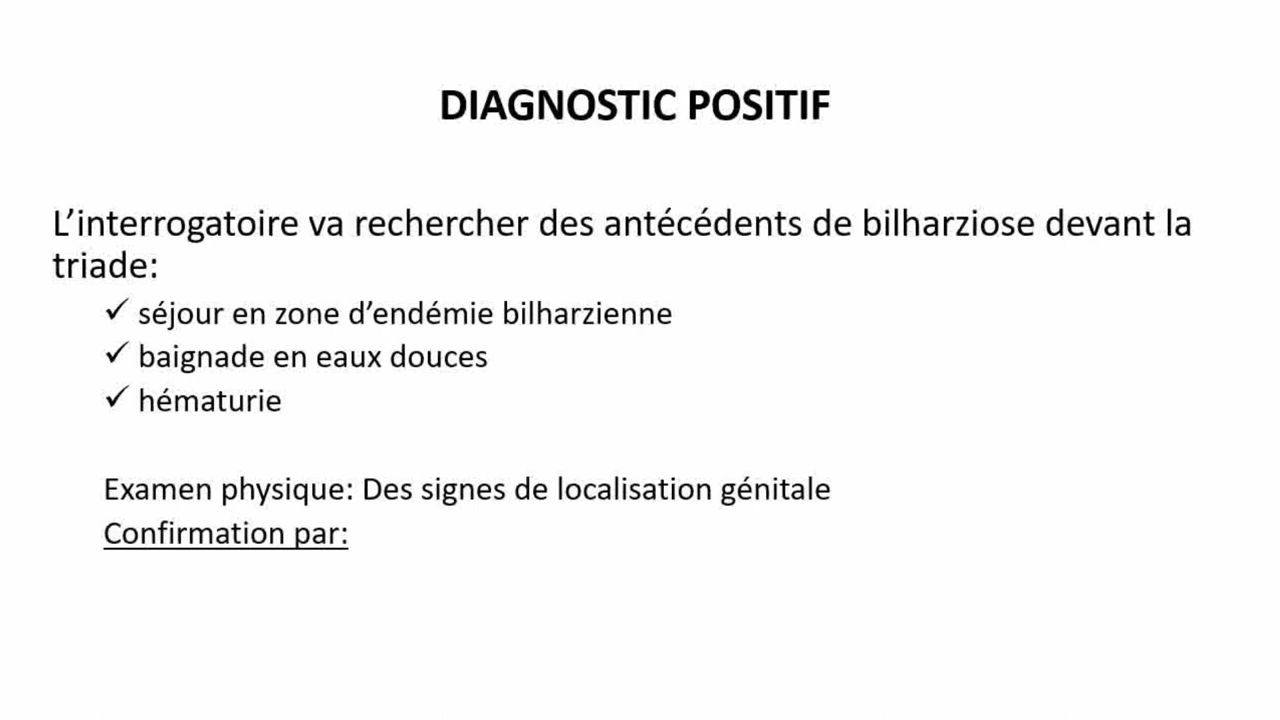 DIAGNOSTIC POSITIF
L’interrogatoire va rechercher des antécédents de bilharziose devant la
triade:
✓ séjour en zone d’endémie bilharzienne
✓ baignade en eaux douces
✓ hématurie
Examen physique: Des signes de localisation génitale
Confirmation par: